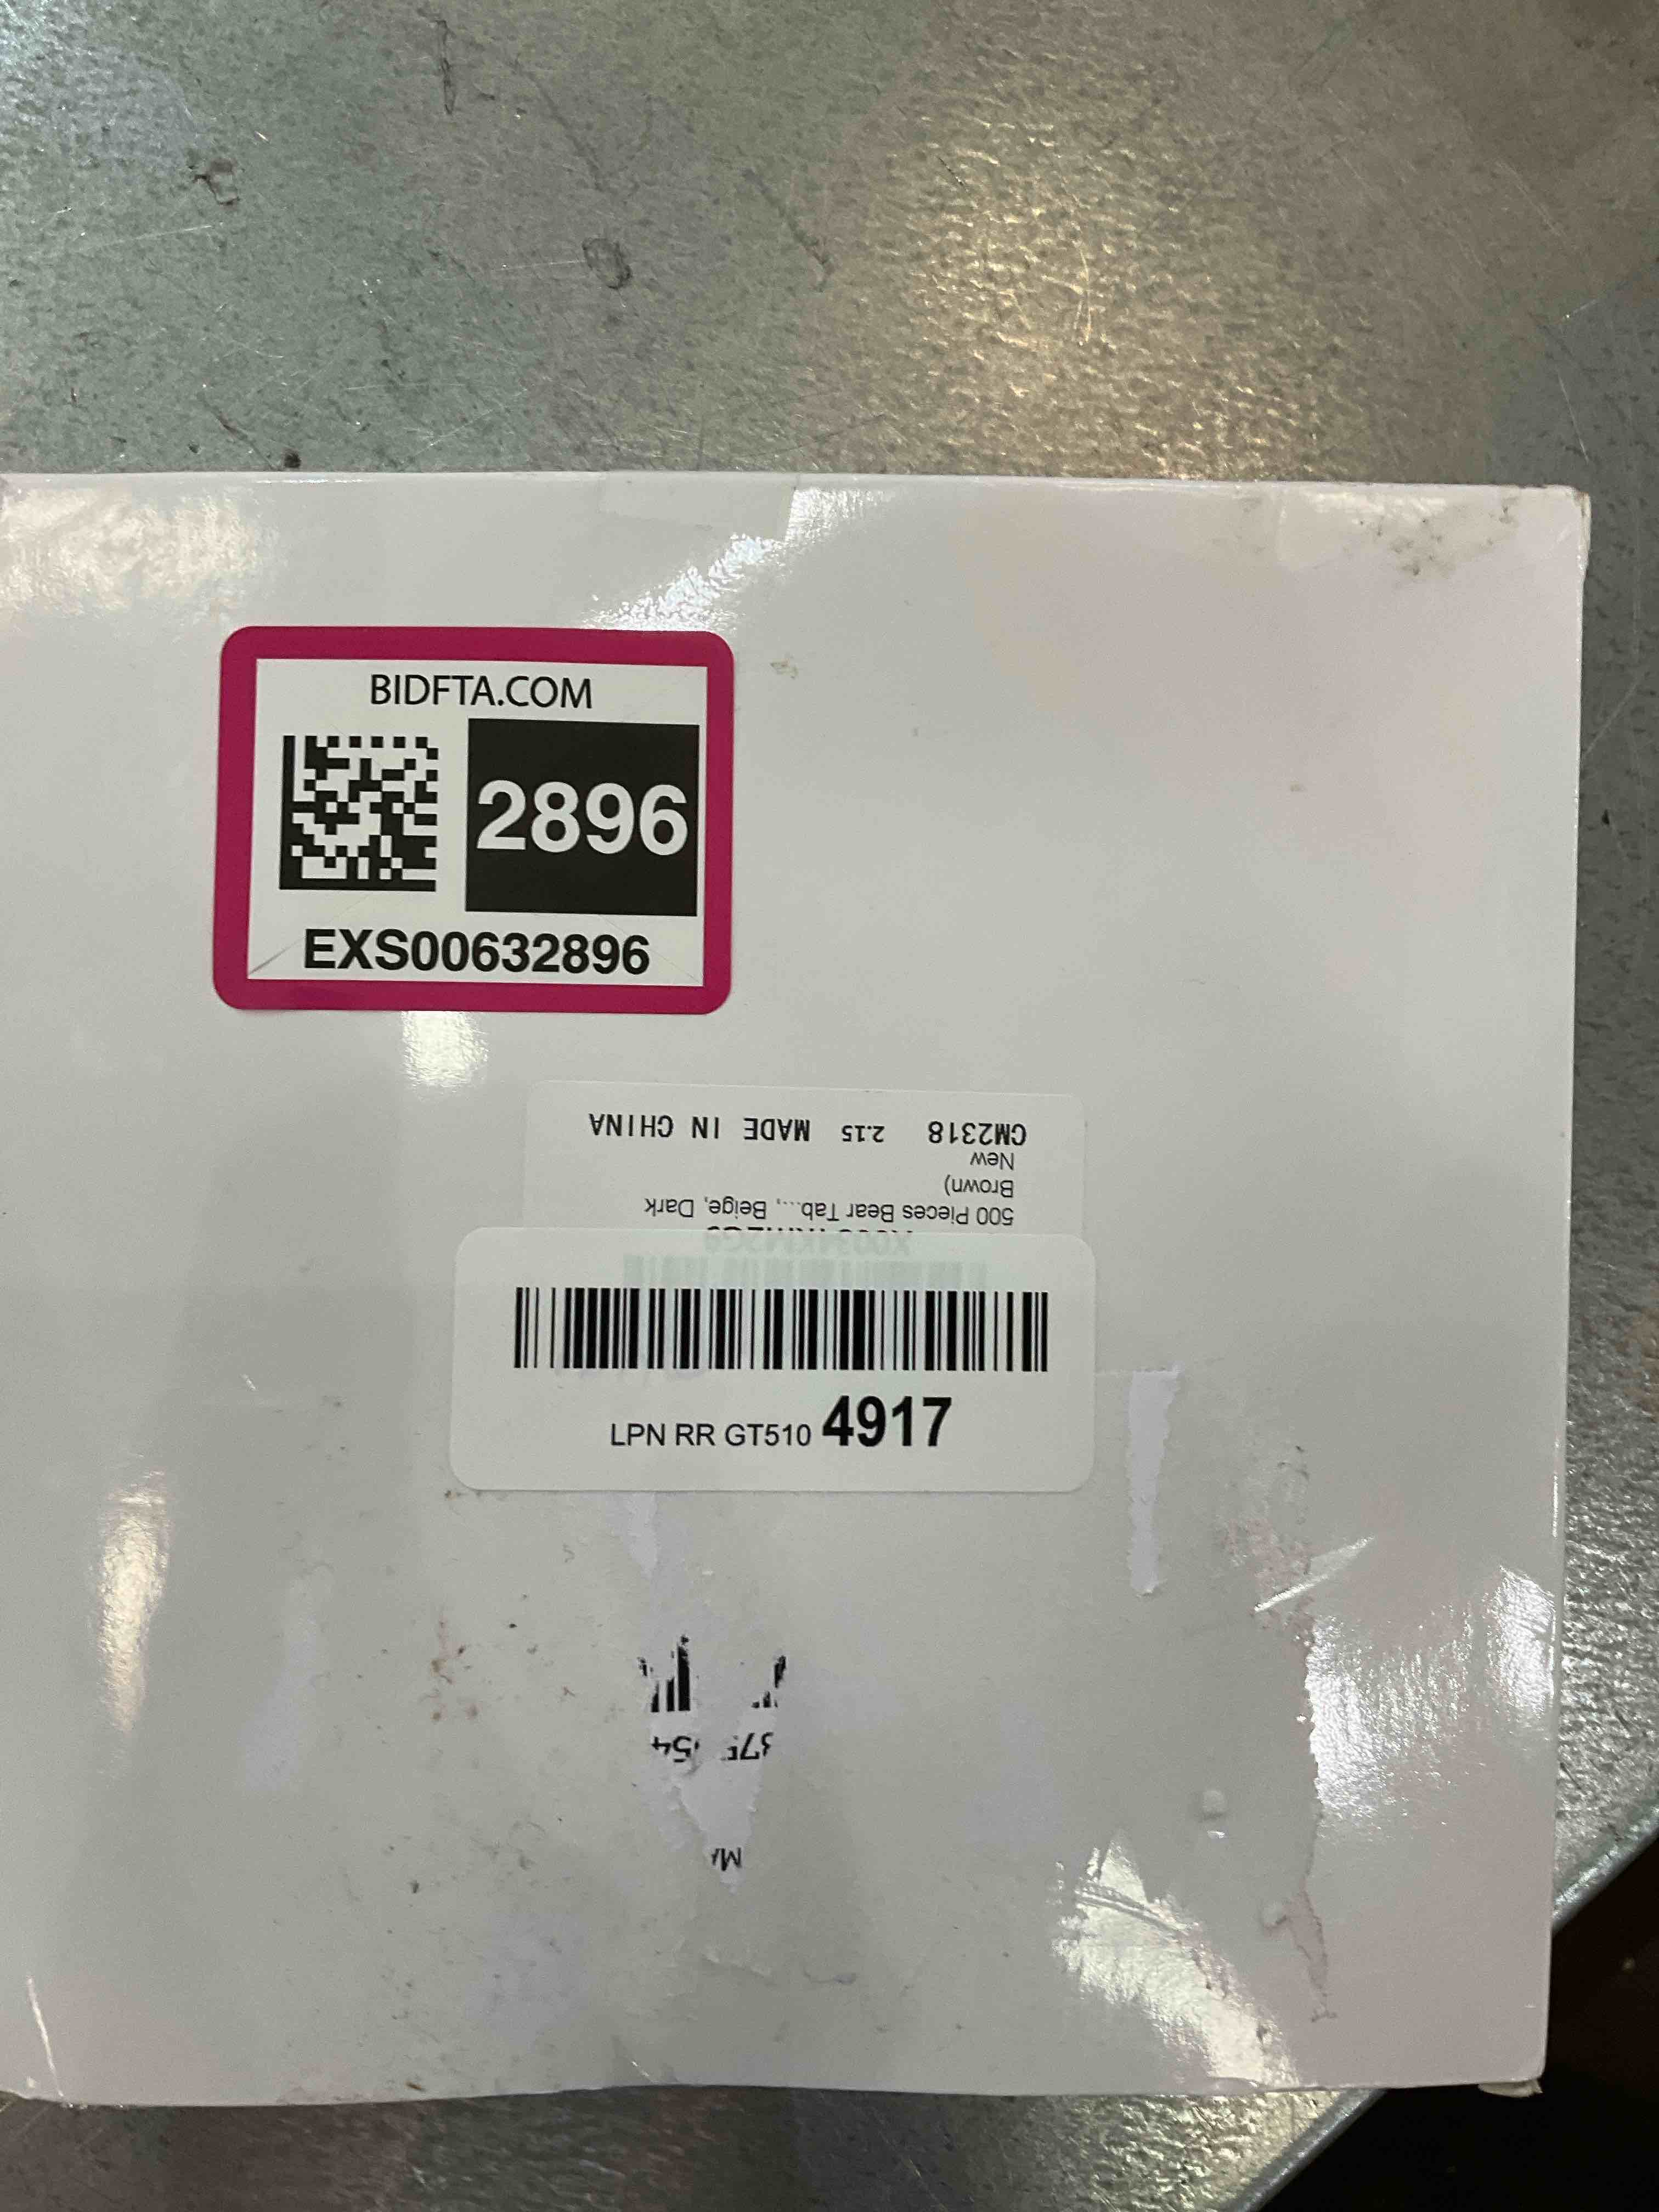 BIDFTA.COM
2896
EXS00632896
CM2318 2.15 MADE IN CHINA
New
Brown)
500 Pieces Bear Tab..., Beige, Dark
LPN RR GT510 4917
54